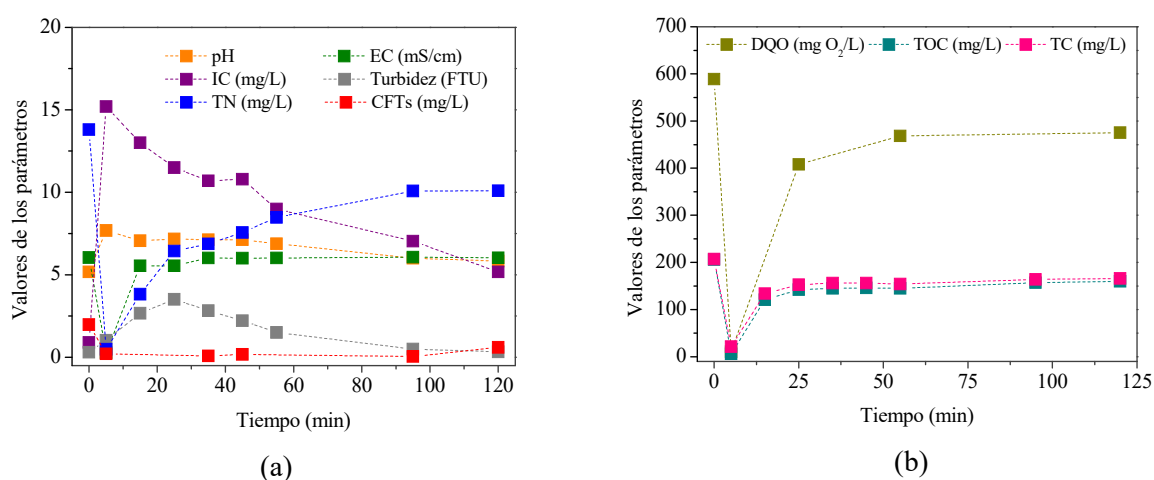 20
15
10
5
0
Valores de los parámetros
pH
EC (mS/cm)
IC (mg/L)
Turbidez (FTU)
TN (mg/L)
CFTs (mg/L)
0 20 40 60 80 100 120
Tiempo (min)
(a)
700
600
500
400
300
200
100
0
Valores de los parámetros
DQO (mg O₂/L) TOC (mg/L) TC (mg/L)
0 25 50 75 100 125
Tiempo (min)
(b)